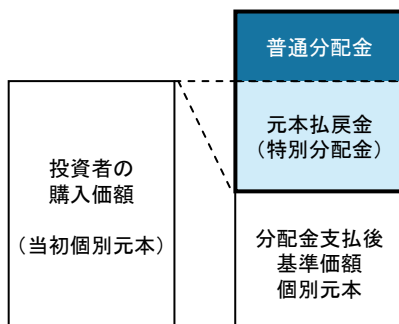 普通分配金
元本払戻金
（特別分配金）
投資者の
購入価額
（当初個別元本）
分配金支払後
基準価額
個別元本